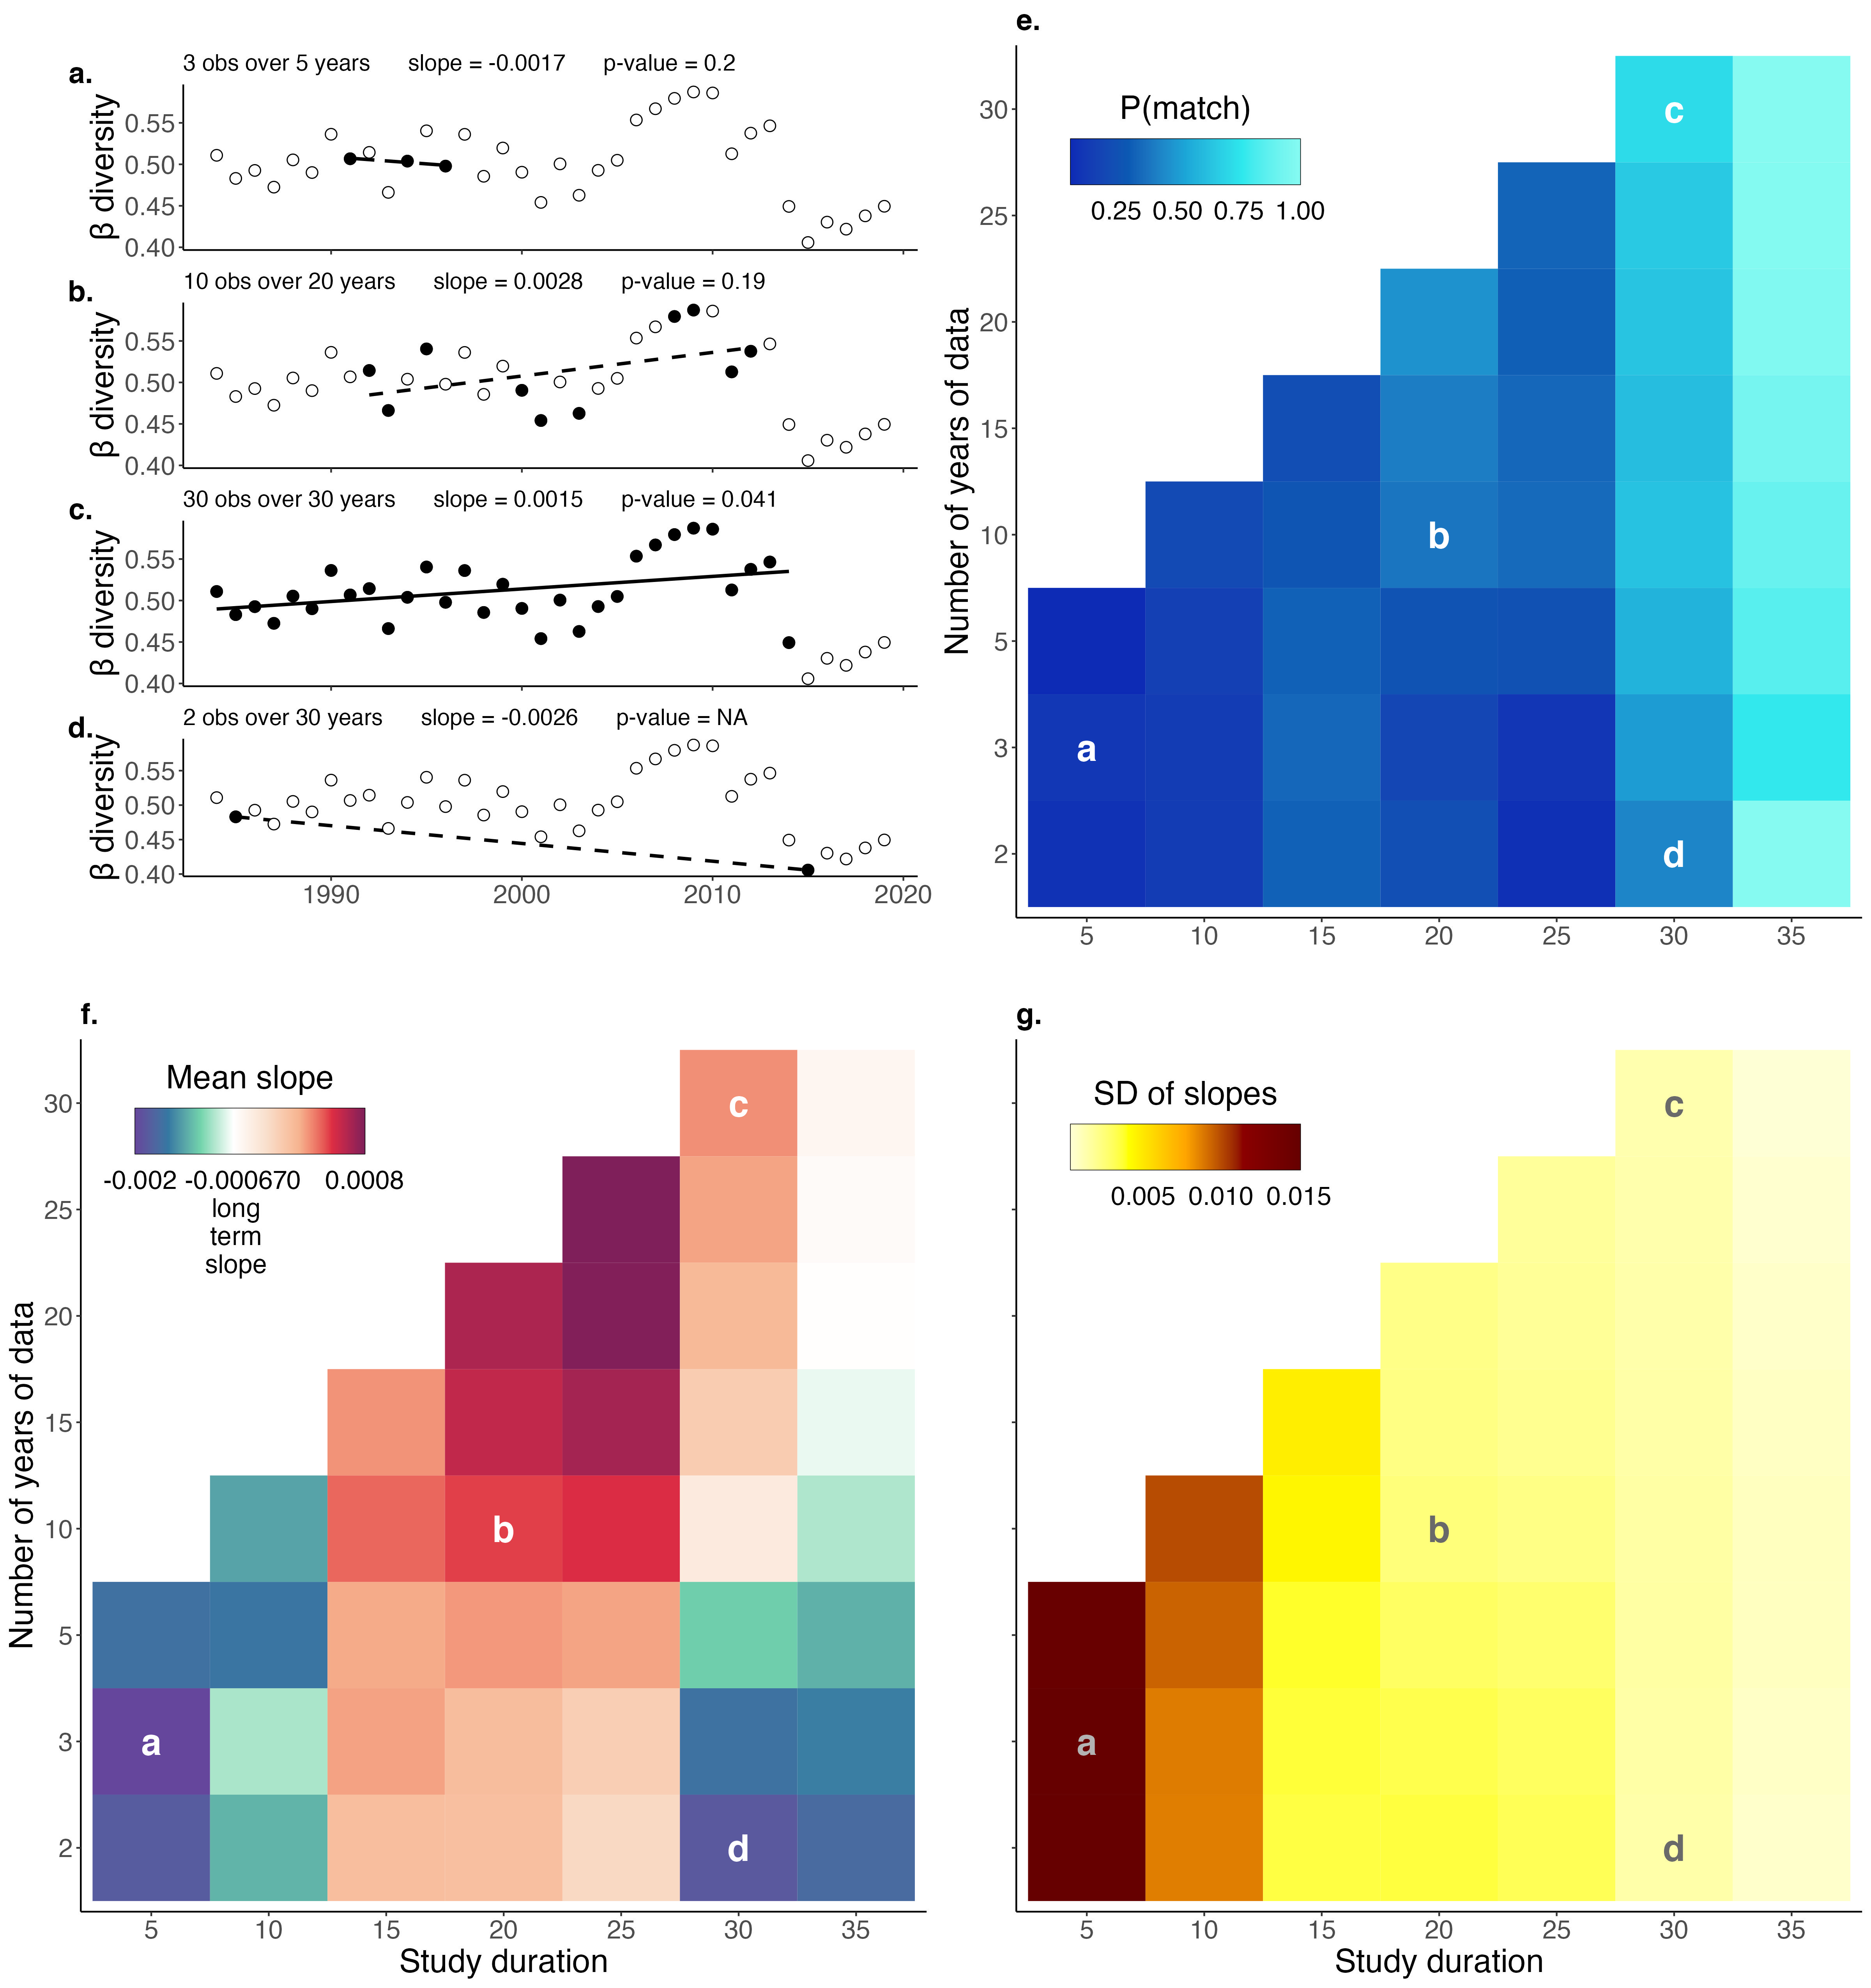 a.
3 obs over 5 years slope = -0.0017 p-value = 0.2
β diversity
0.55
0.50
0.45
0.40
b.
10 obs over 20 years slope = 0.0028 p-value = 0.19
β diversity
0.55
0.50
0.45
0.40
c.
30 obs over 30 years slope = 0.0015 p-value = 0.041
β diversity
0.55
0.50
0.45
0.40
d.
2 obs over 30 years slope = -0.0026 p-value = NA
β diversity
0.55
0.50
0.45
0.40
1990 2000 2010 2020
e.
P(match)
0.25 0.50 0.75 1.00
Number of years of data
30
25
20
15
10
5
3
2
c
b
a
d
5 10 15 20 25 30 35
f.
Mean slope
-0.002 -0.000670 0.0008
long
term
slope
Number of years of data
30
25
20
15
10
5
3
2
c
b
a
d
5 10 15 20 25 30 35
Study duration
g.
SD of slopes
0.005 0.010 0.015
c
b
a
d
5 10 15 20 25 30 35
Study duration